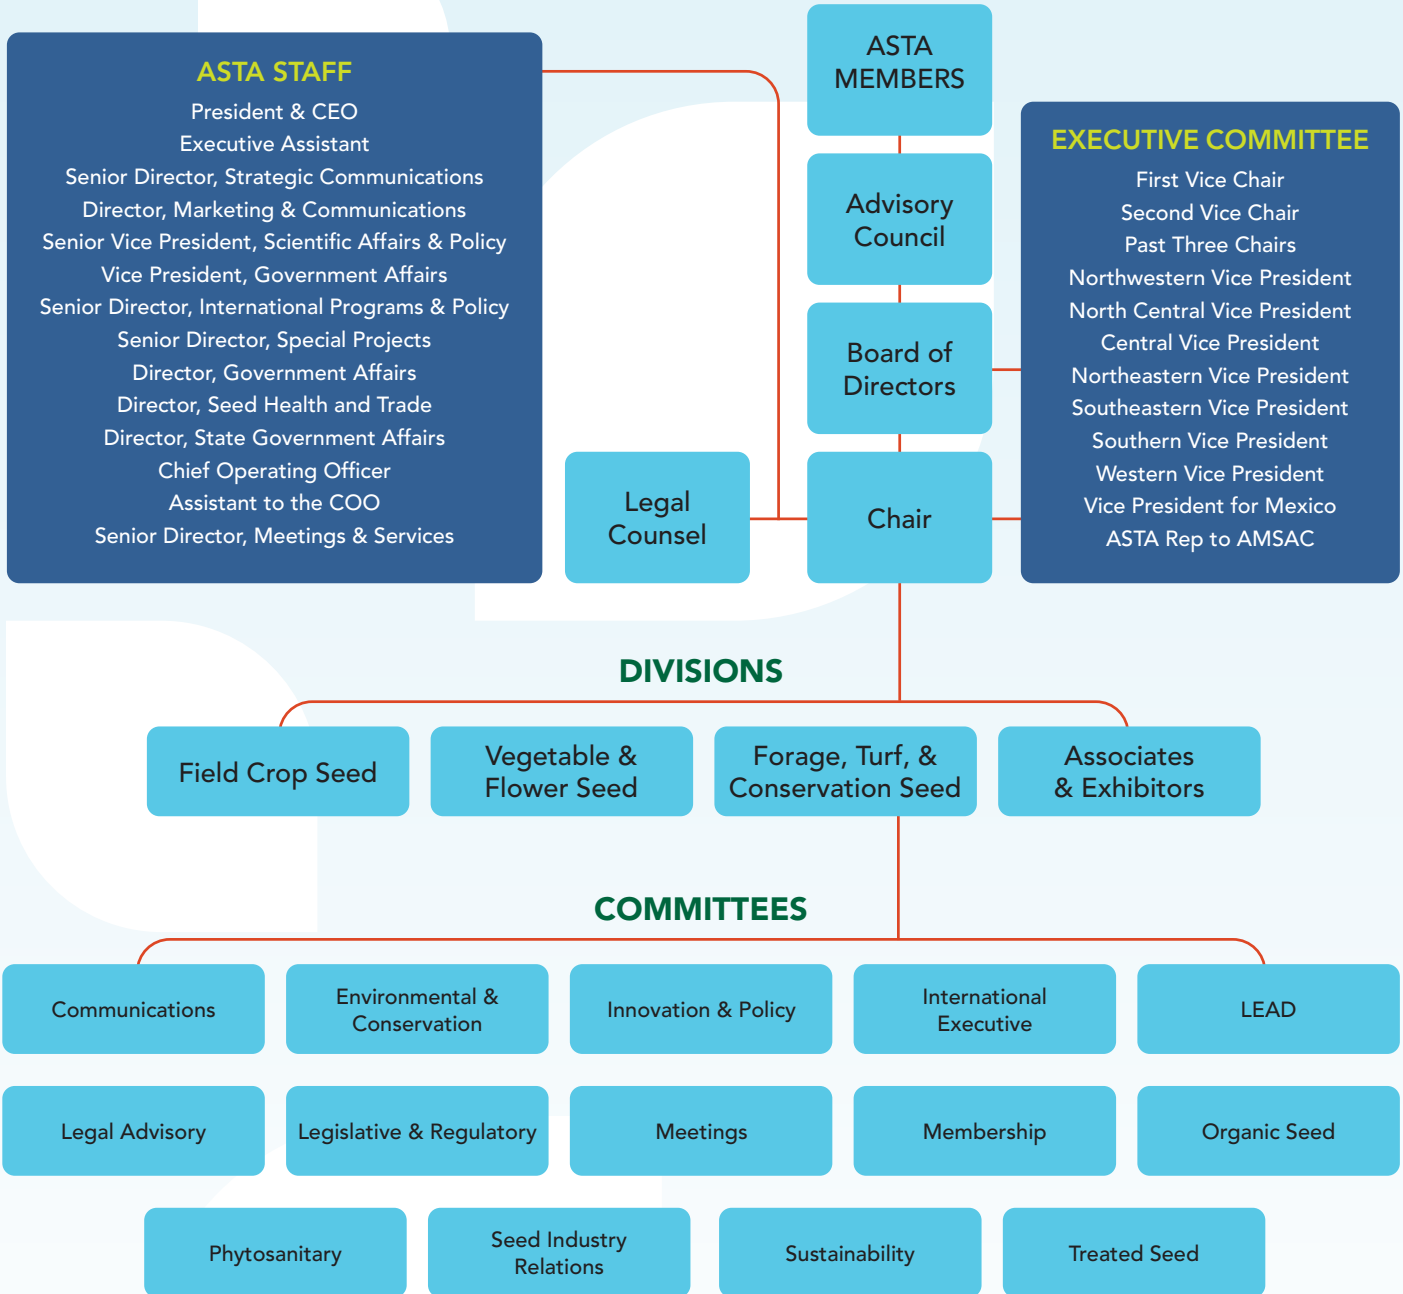 ASTA
MEMBERS
ASTA STAFF
President & CEO
Executive Assistant
Senior Director, Strategic Communications
Director, Marketing & Communications
Senior Vice President, Scientific Affairs & Policy
Vice President, Government Affairs
Senior Director, International Programs & Policy
Senior Director, Special Projects
Director, Government Affairs
Director, Seed Health and Trade
Director, State Government Affairs
Chief Operating Officer
Assistant to the COO
Senior Director, Meetings & Services
Advisory
Council
Board of
Directors
Legal
Counsel
Chair
EXECUTIVE COMMITTEE
First Vice Chair
Second Vice Chair
Past Three Chairs
Northwestern Vice President
North Central Vice President
Central Vice President
Northeastern Vice President
Southeastern Vice President
Southern Vice President
Western Vice President
Vice President for Mexico
ASTA Rep to AMSAC
DIVISIONS
Field Crop Seed
Vegetable &
Flower Seed
Forage, Turf, &
Conservation Seed
Associates
& Exhibitors
COMMITTEES
Communications
Environmental &
Conservation
Innovation & Policy
International
Executive
LEAD
Legal Advisory
Legislative & Regulatory
Meetings
Membership
Organic Seed
Phytosanitary
Seed Industry
Relations
Sustainability
Treated Seed